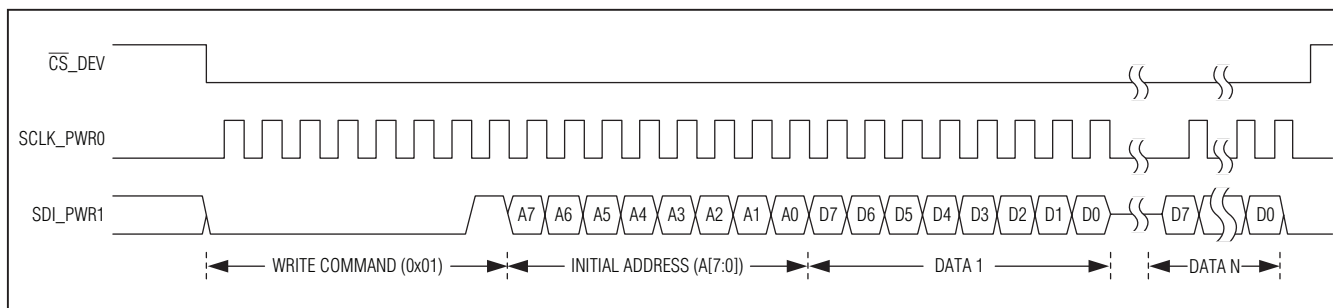 C̅S̅_DEV
SCLK_PWR0
SDI_PWR1
A7 A6 A5 A4 A3 A2 A1 A0 D7 D6 D5 D4 D3 D2 D1 D0 D7 D0
WRITE COMMAND (0x01) INITIAL ADDRESS (A[7:0]) DATA 1 DATA N